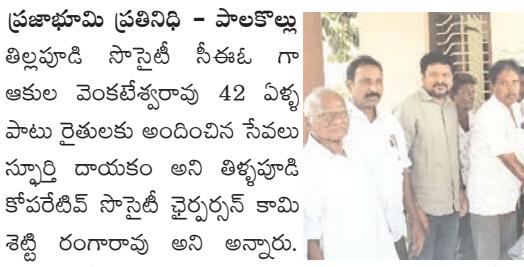 ప్రజాభూమి ప్రతినిధి - పాలకొల్లు
తిల్లపూడి సొసైటీ సీఈఓ గా
ఆకుల వెంకటేశ్వరావు 42 ఏళ్ళ
పాటు రైతులకు అందించిన సేవలు
స్ఫూర్తి దాయకం అని తిళ్ళపూడి
కోపరేటివ్ సొసైటీ ఛైర్పర్సన్ కామి
శెట్టి రంగారావు అని అన్నారు.